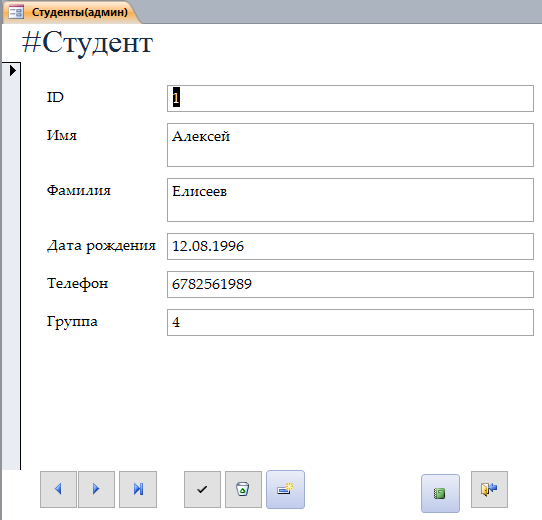 Студенты(админ)
#Студент
ID 1
Имя Алексей
Фамилия Елисеев
Дата рождения 12.08.1996
Телефон 6782561989
Группа 4